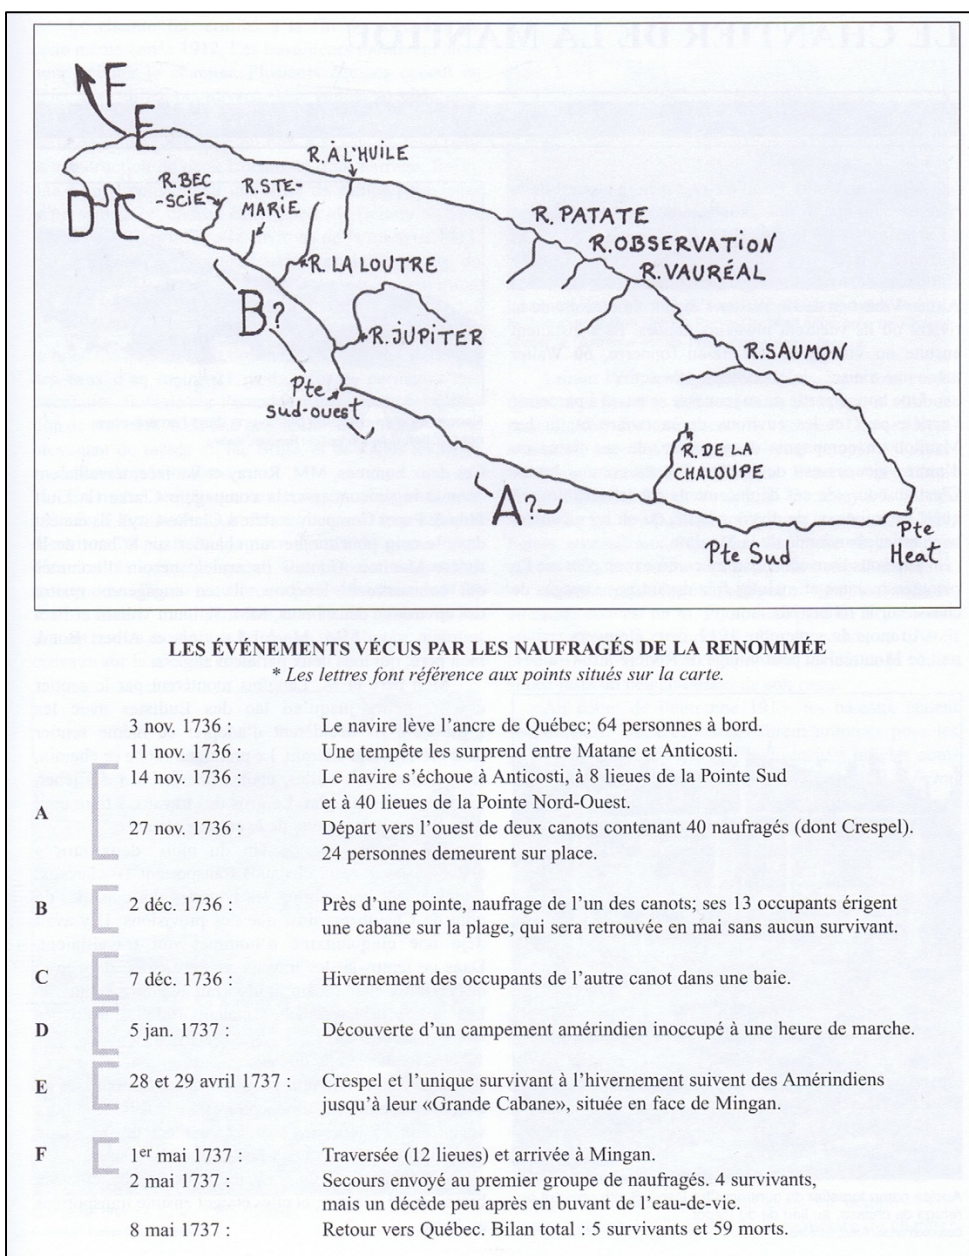 F
E
R. À L'HUILE
R. BEC
-SCIE
R. STE-
MARIE
D
C
R. PATATE
R. OBSERVATION
R. LA LOUTRE
R. VAURÉAL
B?
R. JUPITER
R. SAUMON
Pte
sud-ouest
R. DE LA
CHALOUPE
A?
Pte Sud
Pte
Heat
LES ÉVÉNEMENTS VÉCUS PAR LES NAUFRAGÉS DE LA RENOMMÉE
* Les lettres font référence aux points situés sur la carte.
3 nov. 1736 : Le navire lève l'ancre de Québec; 64 personnes à bord.
11 nov. 1736 : Une tempête les surprend entre Matane et Anticosti.
14 nov. 1736 : Le navire s'échoue à Anticosti, à 8 lieues de la Pointe Sud
et à 40 lieues de la Pointe Nord-Ouest.
A
27 nov. 1736 : Départ vers l'ouest de deux canots contenant 40 naufragés (dont Crespel).
24 personnes demeurent sur place.
B 2 déc. 1736 : Près d'une pointe, naufrage de l'un des canots; ses 13 occupants érigent
une cabane sur la plage, qui sera retrouvée en mai sans aucun survivant.
C 7 déc. 1736 : Hivernement des occupants de l'autre canot dans une baie.
D 5 jan. 1737 : Découverte d'un campement amérindien inoccupé à une heure de marche.
E 28 et 29 avril 1737 : Crespel et l'unique survivant à l'hivernement suivent des Amérindiens
jusqu'à leur «Grande Cabane», située en face de Mingan.
F 1er mai 1737 : Traversée (12 lieues) et arrivée à Mingan.
2 mai 1737 : Secours envoyé au premier groupe de naufragés. 4 survivants,
mais un décède peu après en buvant de l'eau-de-vie.
8 mai 1737 : Retour vers Québec. Bilan total : 5 survivants et 59 morts.